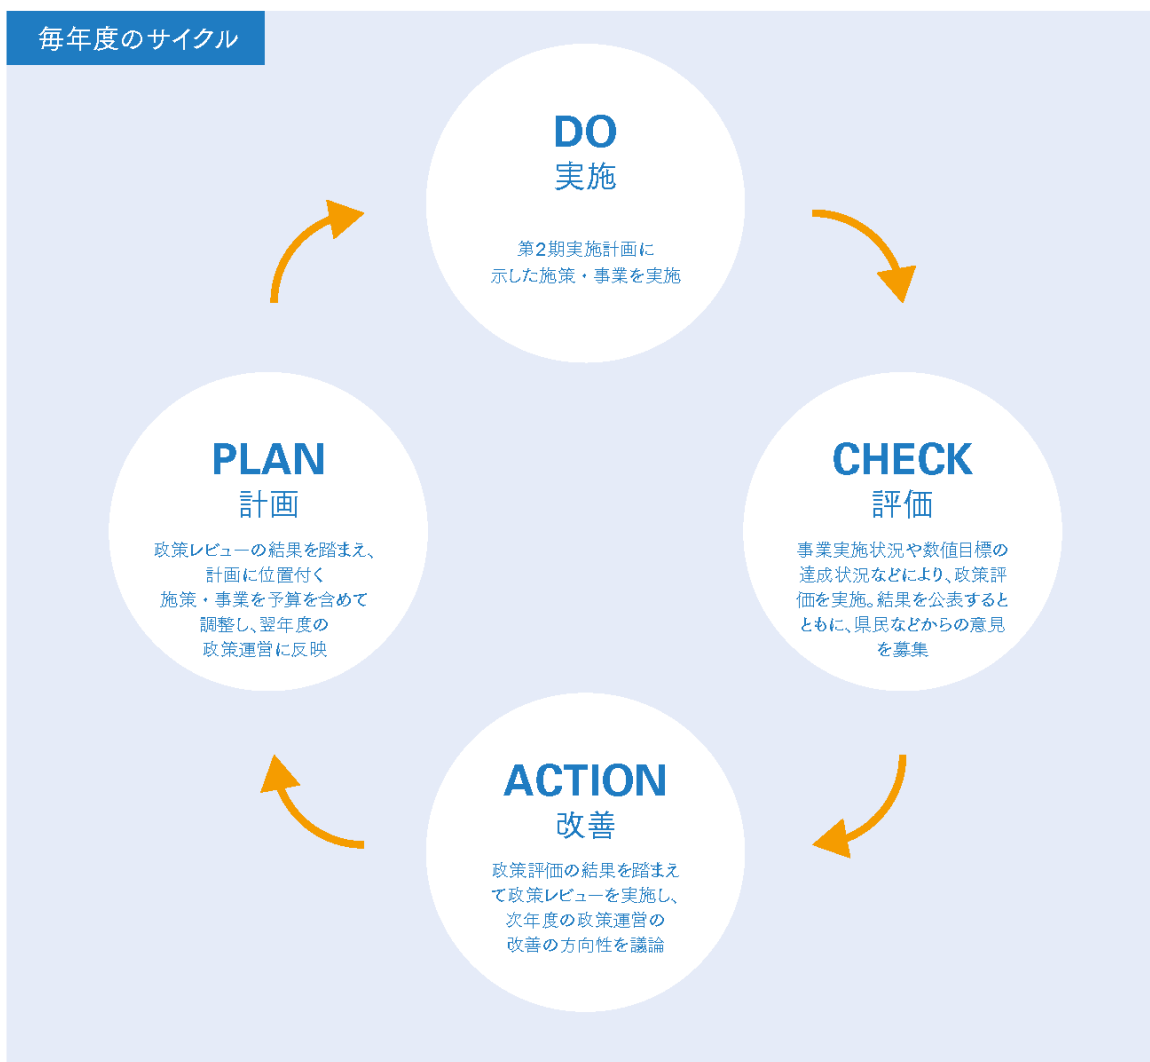 毎年度のサイクル
DO
実施
第2期実施計画に
示した施策・事業を実施
PLAN
計画
政策レビューの結果を踏まえ、
計画に位置付く
施策・事業を予算を含めて
調整し、翌年度の
政策運営に反映
CHECK
評価
事業実施状況や数値目標の
達成状況などにより、政策評
価を実施。結果を公表すると
ともに、県民などからの意見
を募集
ACTION
改善
政策評価の結果を踏まえ
て政策レビューを実施し、
次年度の政策運営の
改善の方向性を議論